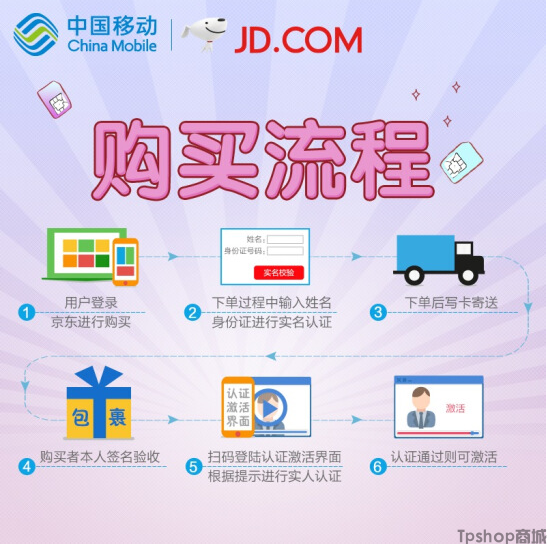 中国移动
China Mobile
JD.COM
购买流程
姓名:
身份证号码:
实名校验
1
用户登录
京东进行购买
2
下单过程中输入姓名
身份证进行实名认证
3
下单后写卡寄送
包裹
4
购买者本人签名验收
认证
激活
界面
5
扫码登陆认证激活界面
根据提示进行实人认证
激活
6
认证通过则可激活
Tpshop商城